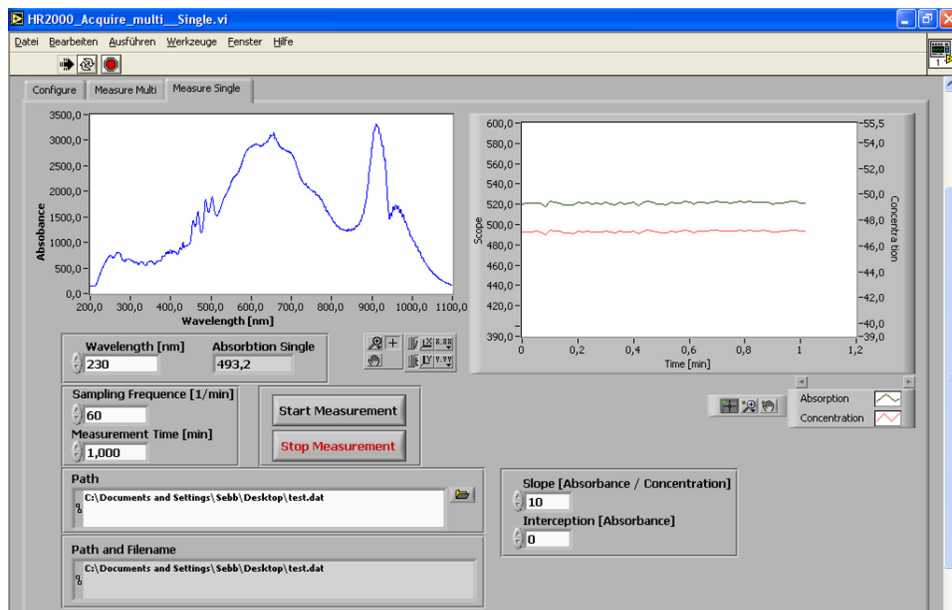 HR2000_Acquire_multi__Single.vi
Datei Bearbeiten Ausführen Werkzeuge Fenster Hilfe
1
Configure Measure Multi Measure Single
3500,0
3000,0
2500,0
2000,0
1500,0
1000,0
500,0
0,0
Absobance
200,0 300,0 400,0 500,0 600,0 700,0 800,0 900,0 1000,0 1100,0
Wavelength [nm]
600,0
580,0
560,0
540,0
520,0
500,0
480,0
460,0
440,0
420,0
390,0
Scope
55,5
54,0
52,0
50,0
49,0
47,0
46,0
44,0
42,0
40,0
39,0
Concentration
0 0,2 0,4 0,6 0,8 1 1,2
Time [min]
Wavelength [nm] Absorbtion Single
230 493,2
X X.XX
Y Y.YY
Absorption
Concentration
Sampling Frequence [1/min]
60
Measurement Time [min]
1,000
Start Measurement
Stop Measurement
Path
C:\Documents and Settings\Sebb\Desktop\test.dat
Path and Filename
C:\Documents and Settings\Sebb\Desktop\test.dat
Slope [Absorbance / Concentration]
10
Interception [Absorbance]
0